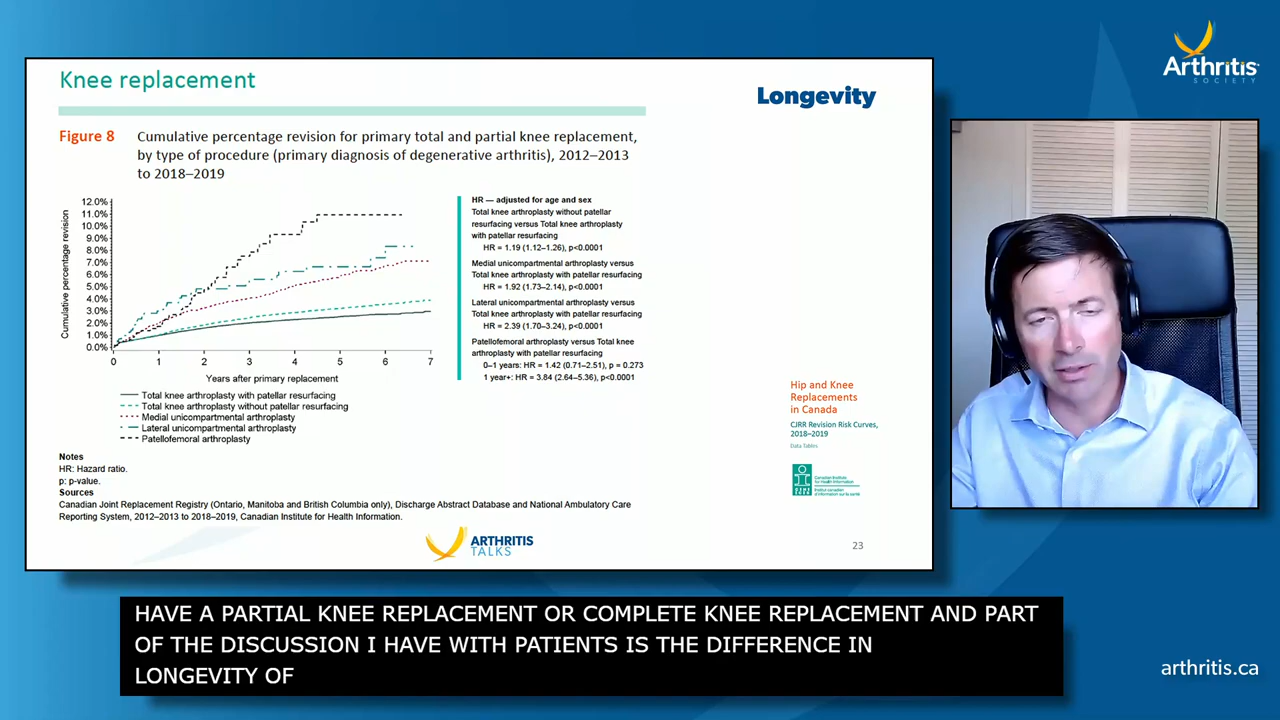 Knee replacement
Longevity
Figure 8
Cumulative percentage revision for primary total and partial knee replacement,
by type of procedure (primary diagnosis of degenerative arthritis), 2012–2013
to 2018–2019
Cumulative percentage revision
12.0%
11.0%
10.0%
9.0%
8.0%
7.0%
6.0%
5.0%
4.0%
3.0%
2.0%
1.0%
0.0%
0 1 2 3 4 5 6 7
Years after primary replacement
Total knee arthroplasty with patellar resurfacing
Total knee arthroplasty without patellar resurfacing
Medial unicompartmental arthroplasty
Lateral unicompartmental arthroplasty
Patellofemoral arthroplasty
HR — adjusted for age and sex
Total knee arthroplasty without patellar
resurfacing versus Total knee arthroplasty
with patellar resurfacing
HR = 1.19 (1.12–1.26), p<0.0001
Medial unicompartmental arthroplasty versus
Total knee arthroplasty with patellar resurfacing
HR = 1.92 (1.73–2.14), p<0.0001
Lateral unicompartmental arthroplasty versus
Total knee arthroplasty with patellar resurfacing
HR = 2.39 (1.70–3.24), p<0.0001
Patellofemoral arthroplasty versus Total knee
arthroplasty with patellar resurfacing
0–1 years: HR = 1.42 (0.71–2.51), p = 0.273
1 year+: HR = 3.84 (2.64–5.36), p<0.0001
Notes
HR: Hazard ratio.
p: p-value.
Sources
Canadian Joint Replacement Registry (Ontario, Manitoba and British Columbia only), Discharge Abstract Database and National Ambulatory Care
Reporting System, 2012–2013 to 2018–2019, Canadian Institute for Health Information.
Hip and Knee
Replacements
in Canada
CJRR Revision Risk Curves,
2018–2019
Data Tables
Canadian Institute
for Health Information
Institut canadien
d'information sur la santé
ARTHRITIS
TALKS
23
Arthritis
SOCIETY
HAVE A PARTIAL KNEE REPLACEMENT OR COMPLETE KNEE REPLACEMENT AND PART
OF THE DISCUSSION I HAVE WITH PATIENTS IS THE DIFFERENCE IN
LONGEVITY OF
arthritis.ca